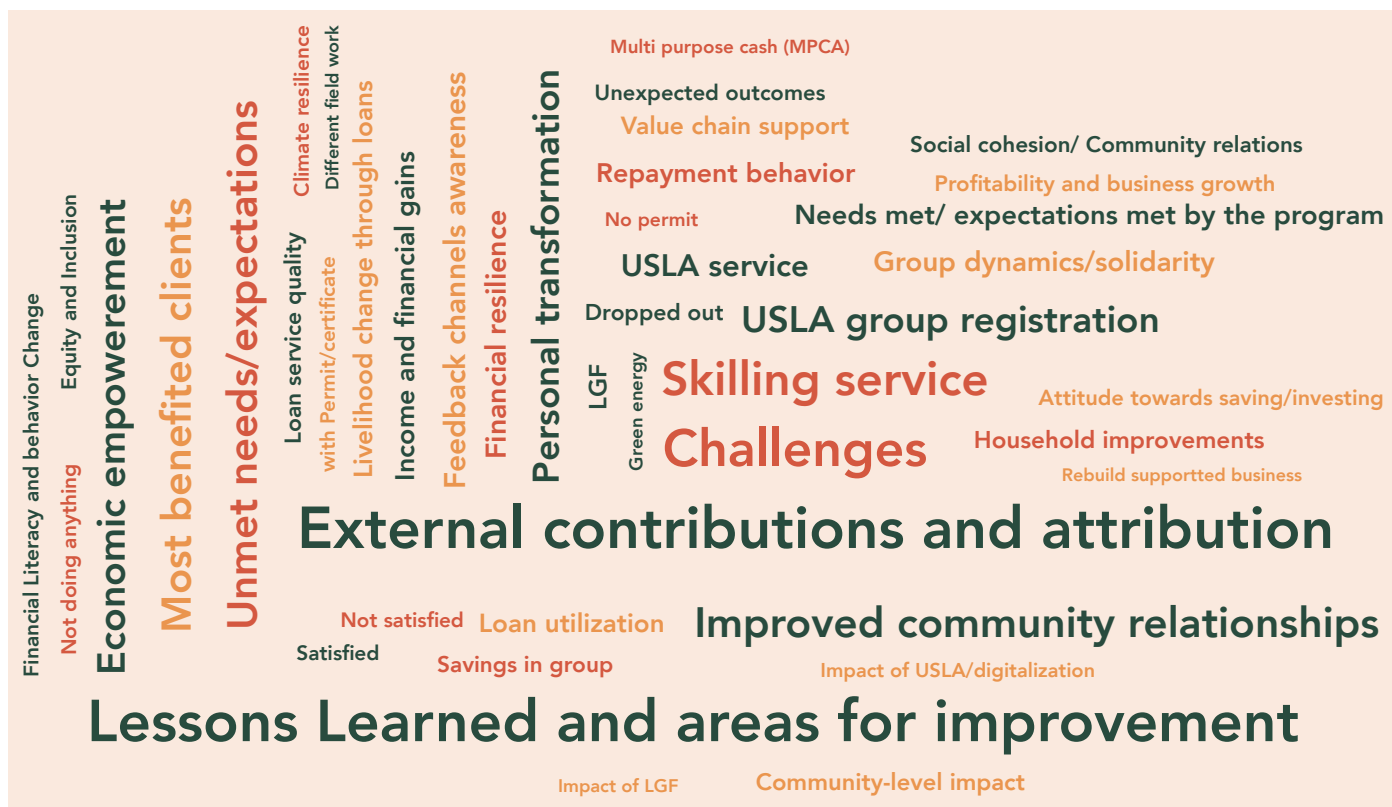 Financial Literacy and behavior Change
Equity and Inclusion
Not doing anything
Economic empowerement
Most benefited clients
Unmet needs/expectations
Climate resilience
Different field work
Loan service quality
with Permit/certificate
Livelihood change through loans
Income and financial gains
Feedback channels awareness
Financial resilience
Personal transformation
Multi purpose cash (MPCA)
Unexpected outcomes
Value chain support
Social cohesion/ Community relations
Repayment behavior
Profitability and business growth
No permit
Needs met/ expectations met by the program
USLA service
Group dynamics/solidarity
Dropped out
USLA group registration
LGF
Green energy
Skilling service
Attitude towards saving/investing
Challenges
Household improvements
Rebuild supportted business
External contributions and attribution
Not satisfied
Loan utilization
Improved community relationships
Satisfied
Savings in group
Impact of USLA/digitalization
Lessons Learned and areas for improvement
Impact of LGF
Community-level impact